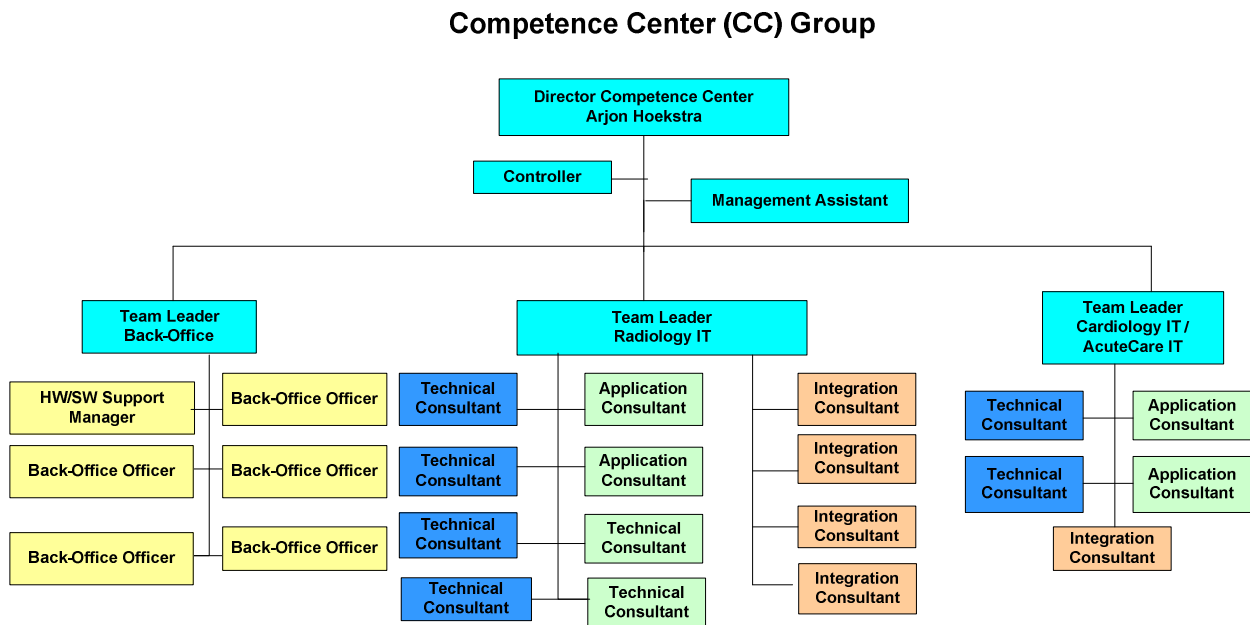 Competence Center (CC) Group
Director Competence Center
Arjon Hoekstra
Controller
Management Assistant
Team Leader
Back-Office
Team Leader
Radiology IT
Team Leader
Cardiology IT /
AcuteCare IT
HW/SW Support
Manager
Back-Office Officer
Back-Office Officer
Back-Office Officer
Back-Office Officer
Back-Office Officer
Technical
Consultant
Application
Consultant
Technical
Consultant
Application
Consultant
Technical
Consultant
Technical
Consultant
Technical
Consultant
Technical
Consultant
Integration
Consultant
Integration
Consultant
Integration
Consultant
Integration
Consultant
Technical
Consultant
Application
Consultant
Technical
Consultant
Application
Consultant
Integration
Consultant